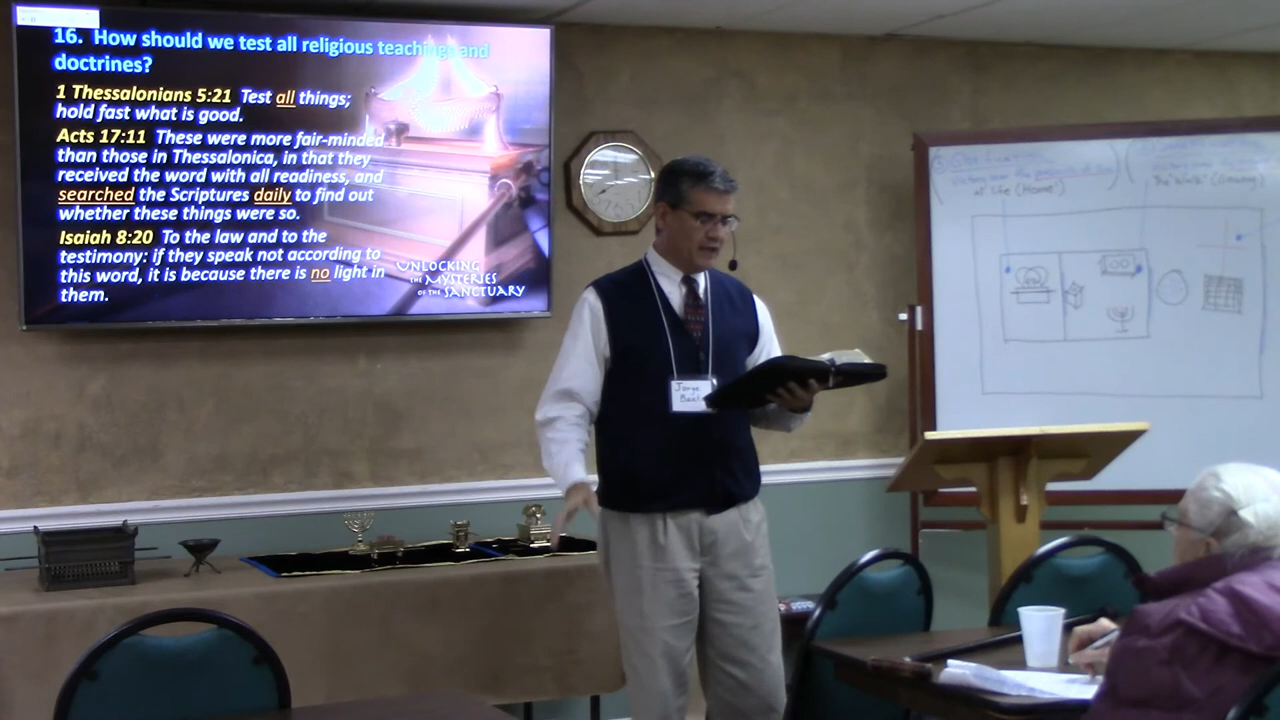 16. How should we test all religious teachings and
doctrines?
1 Thessalonians 5:21 Test all things;
hold fast what is good.
Acts 17:11 These were more fair-minded
than those in Thessalonica, in that they
received the word with all readiness, and
searched the Scriptures daily to find out
whether these things were so.
Isaiah 8:20 To the law and to the
testimony: if they speak not according to
this word, it is because there is no light in
them.
UNLOCKING
THE MYSTERIES
OF THE SANCTUARY
Jorge
of Life (Home)